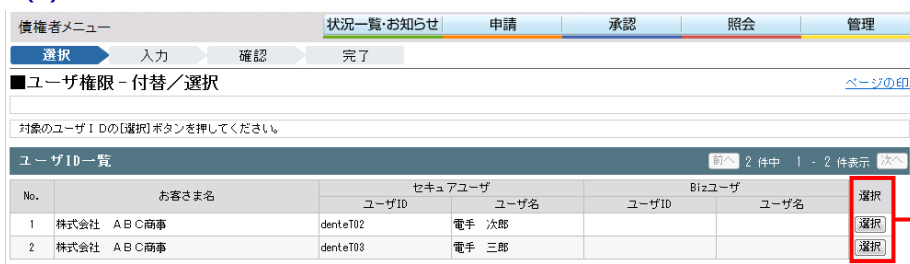 債権者メニュー 状況一覧・お知らせ 申請 承認 照会 管理
選択 入力 確認 完了
■ユーザ権限－付替／選択 ページの印
対象のユーザＩＤの[選択]ボタンを押してください。
ユーザID一覧 前へ 2 件中 1 - 2 件表示 次へ
No. お客さま名 セキュアユーザ Bizユーザ 選択
ユーザID ユーザ名 ユーザID ユーザ名
1 株式会社 ＡＢＣ商事 denteT02 電手 次郎 選択
2 株式会社 ＡＢＣ商事 denteT03 電手 三郎 選択